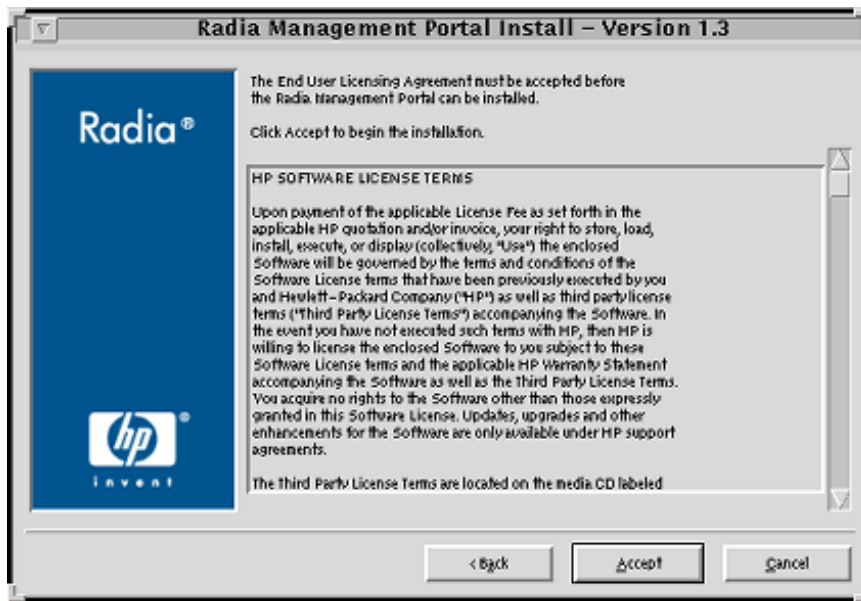 Radia Management Portal Install – Version 1.3
Radia®
The End User Licensing Agreement must be accepted before
the Radia Management Portal can be installed.
Click Accept to begin the installation.
HP SOFTWARE LICENSE TERMS
Upon payment of the applicable License Fee as set forth in the
applicable HP quotation and/or invoice, your right to store, load,
install, execute, or display (collectively, "Use") the enclosed
Software will be governed by the terms and conditions of the
Software License terms that have been previously executed by you
and Hewlett-Packard Company ("HP") as well as third party license
terms ("Third Party License Terms") accompanying the Software. In
the event you have not executed such terms with HP, then HP is
willing to license the enclosed Software to you subject to these
Software License terms and the applicable HP Warranty Statement
accompanying the Software as well as the Third Party License Terms.
You acquire no rights to the Software other than those expressly
granted in this Software License. Updates, upgrades and other
enhancements for the Software are only available under HP support
agreements.
The Third Party License Terms are located on the media CD labeled
hp®
invent
< Back
Accept
Cancel